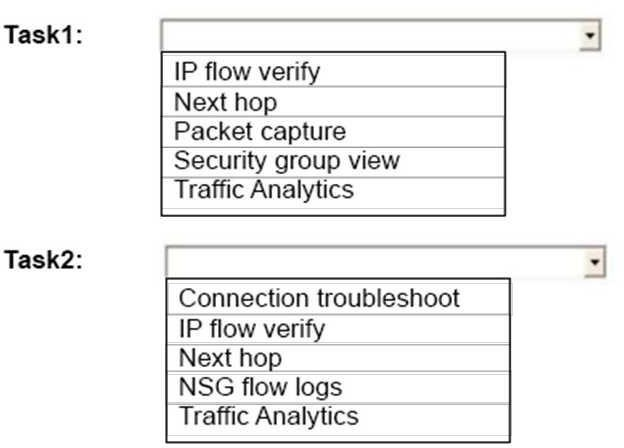 Task1:
IP flow verify
Next hop
Packet capture
Security group view
Traffic Analytics
Task2:
Connection troubleshoot
IP flow verify
Next hop
NSG flow logs
Traffic Analytics